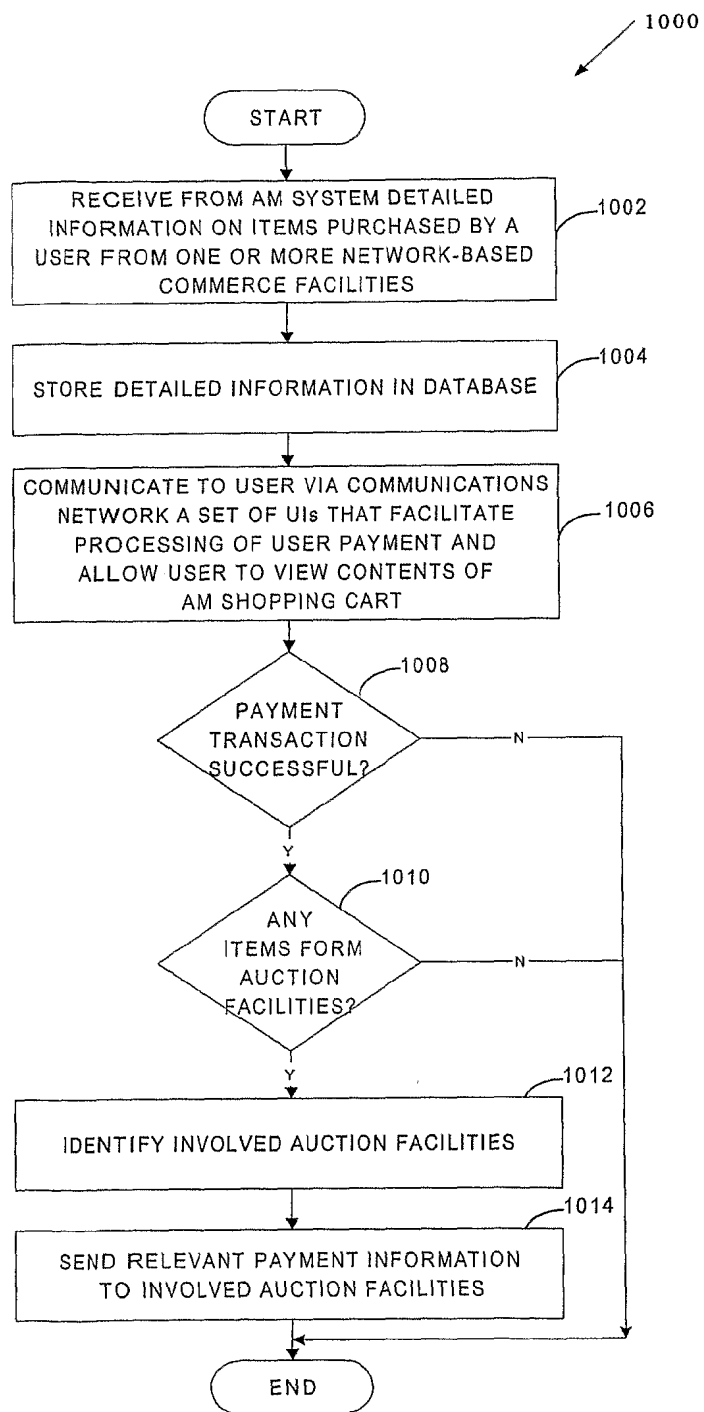 1000
START
RECEIVE FROM AM SYSTEM DETAILED
INFORMATION ON ITEMS PURCHASED BY A
USER FROM ONE OR MORE NETWORK-BASED
COMMERCE FACILITIES
1002
STORE DETAILED INFORMATION IN DATABASE
1004
COMMUNICATE TO USER VIA COMMUNICATIONS
NETWORK A SET OF UIs THAT FACILITATE
PROCESSING OF USER PAYMENT AND
ALLOW USER TO VIEW CONTENTS OF
AM SHOPPING CART
1006
PAYMENT
TRANSACTION
SUCCESSFUL?
1008
N
Y
ANY
ITEMS FORM
AUCTION
FACILITIES?
1010
N
Y
IDENTIFY INVOLVED AUCTION FACILITIES
1012
SEND RELEVANT PAYMENT INFORMATION
TO INVOLVED AUCTION FACILITIES
1014
END